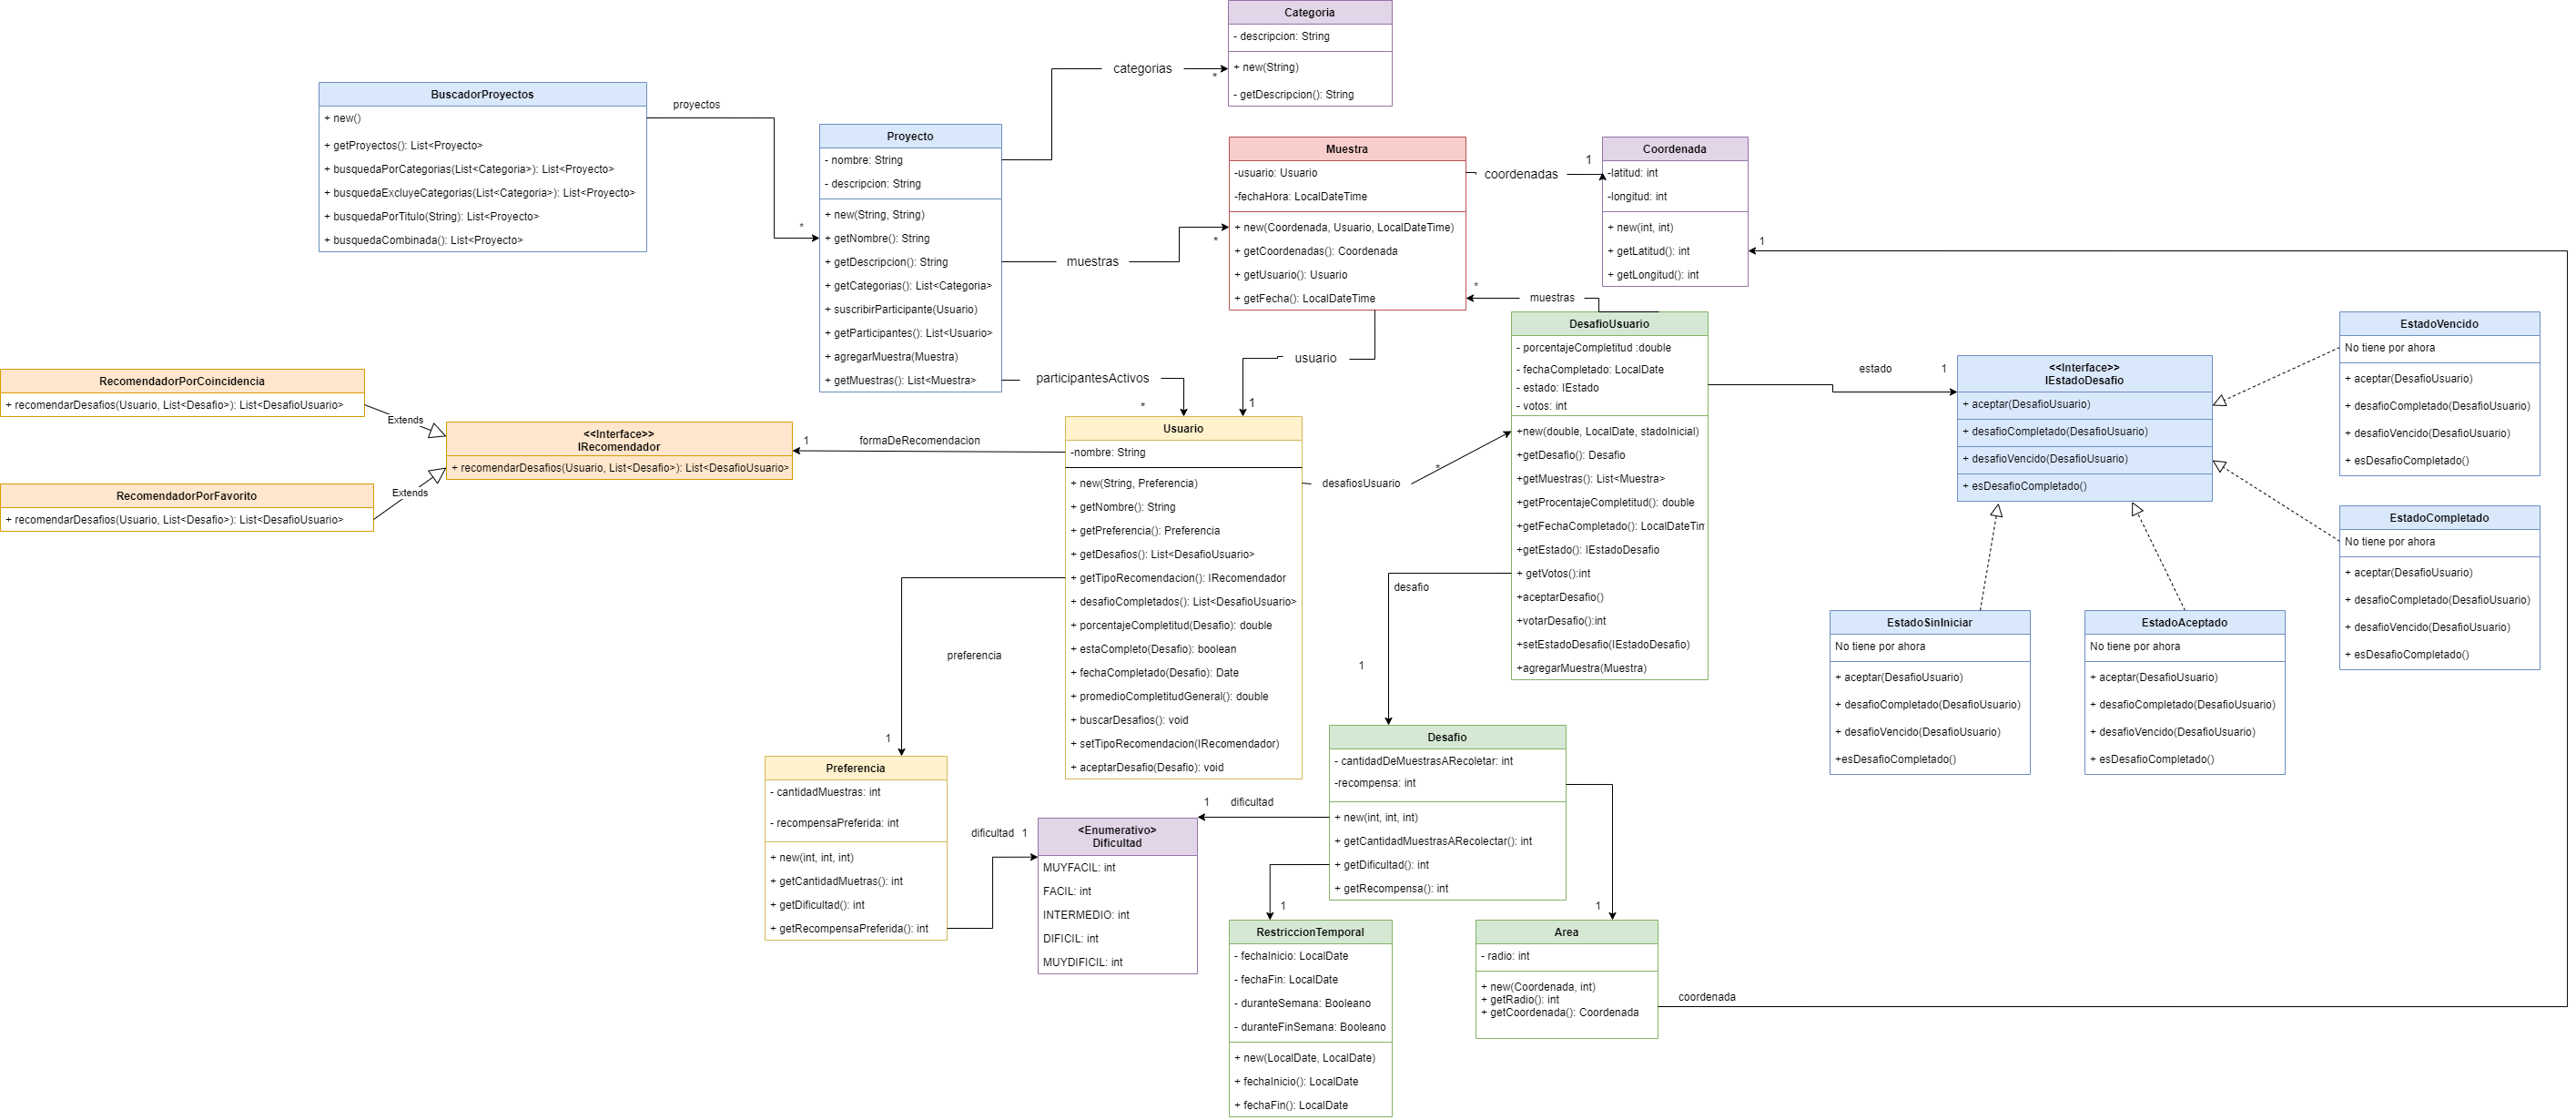 Categoria
- descripcion: String
+ new(String)
- getDescripcion(): String
categorias
*
BuscadorProyectos
+ new()
+ getProyectos(): List<Proyecto>
+ busquedaPorCategorias(List<Categoria>): List<Proyecto>
+ busquedaExcluyeCategorias(List<Categoria>): List<Proyecto>
+ busquedaPorTitulo(String): List<Proyecto>
+ busquedaCombinada(): List<Proyecto>
proyectos
*
Proyecto
- nombre: String
- descripcion: String
+ new(String, String)
+ getNombre(): String
+ getDescripcion(): String
+ getCategorias(): List<Categoria>
+ suscribirParticipante(Usuario)
+ getParticipantes(): List<Usuario>
+ agregarMuestra(Muestra)
+ getMuestras(): List<Muestra>
muestras
*
participantesActivos
*
Muestra
-usuario: Usuario
-fechaHora: LocalDateTime
+ new(Coordenada, Usuario, LocalDateTime)
+ getCoordenadas(): Coordenada
+ getUsuario(): Usuario
+ getFecha(): LocalDateTime
coordenadas
1
Coordenada
-latitud: int
-longitud: int
+ new(int, int)
+ getLatitud(): int
+ getLongitud(): int
1
usuario
1
muestras
*
DesafioUsuario
- porcentajeCompletitud :double
- fechaCompletado: LocalDate
- estado: IEstado
- votos: int
+new(double, LocalDate, stadoInicial)
+getDesafio(): Desafio
+getMuestras(): List<Muestra>
+getProcentajeCompletitud(): double
+getFechaCompletado(): LocalDateTim
+getEstado(): IEstadoDesafio
+ getVotos():int
+aceptarDesafio()
+votarDesafio():int
+setEstadoDesafio(IEstadoDesafio)
+agregarMuestra(Muestra)
estado
1
<<Interface>>
IEstadoDesafio
+ aceptar(DesafioUsuario)
+ desafioCompletado(DesafioUsuario)
+ desafioVencido(DesafioUsuario)
+ esDesafioCompletado()
EstadoVencido
No tiene por ahora
+ aceptar(DesafioUsuario)
+ desafioCompletado(DesafioUsuario)
+ desafioVencido(DesafioUsuario)
+ esDesafioCompletado()
EstadoCompletado
No tiene por ahora
+ aceptar(DesafioUsuario)
+ desafioCompletado(DesafioUsuario)
+ desafioVencido(DesafioUsuario)
+ esDesafioCompletado()
EstadoSinIniciar
No tiene por ahora
+ aceptar(DesafioUsuario)
+ desafioCompletado(DesafioUsuario)
+ desafioVencido(DesafioUsuario)
+esDesafioCompletado()
EstadoAceptado
No tiene por ahora
+ aceptar(DesafioUsuario)
+ desafioCompletado(DesafioUsuario)
+ desafioVencido(DesafioUsuario)
+ esDesafioCompletado()
RecomendadorPorCoincidencia
+ recomendarDesafios(Usuario, List<Desafio>): List<DesafioUsuario>
Extends
<<Interface>>
IRecomendador
+ recomendarDesafios(Usuario, List<Desafio>): List<DesafioUsuario>
RecomendadorPorFavorito
+ recomendarDesafios(Usuario, List<Desafio>): List<DesafioUsuario>
Extends
1
formaDeRecomendacion
Usuario
-nombre: String
+ new(String, Preferencia)
+ getNombre(): String
+ getPreferencia(): Preferencia
+ getDesafios(): List<DesafioUsuario>
+ getTipoRecomendacion(): IRecomendador
+ desafioCompletados(): List<DesafioUsuario>
+ porcentajeCompletitud(Desafio): double
+ estaCompleto(Desafio): boolean
+ fechaCompletado(Desafio): Date
+ promedioCompletitudGeneral(): double
+ buscarDesafios(): void
+ setTipoRecomendacion(IRecomendador)
+ aceptarDesafio(Desafio): void
desafiosUsuario
*
desafio
1
preferencia
1
Preferencia
- cantidadMuestras: int
- recompensaPreferida: int
+ new(int, int, int)
+ getCantidadMuetras(): int
+ getDificultad(): int
+ getRecompensaPreferida(): int
dificultad
1
<Enumerativo>
Dificultad
MUYFACIL: int
FACIL: int
INTERMEDIO: int
DIFICIL: int
MUYDIFICIL: int
1
dificultad
Desafio
- cantidadDeMuestrasARecoletar: int
-recompensa: int
+ new(int, int, int)
+ getCantidadMuestrasARecolectar(): int
+ getDificultad(): int
+ getRecompensa(): int
1
1
RestriccionTemporal
- fechaInicio: LocalDate
- fechaFin: LocalDate
- duranteSemana: Booleano
- duranteFinSemana: Booleano
+ new(LocalDate, LocalDate)
+ fechaInicio(): LocalDate
+ fechaFin(): LocalDate
Area
- radio: int
+ new(Coordenada, int)
+ getRadio(): int
+ getCoordenada(): Coordenada
coordenada